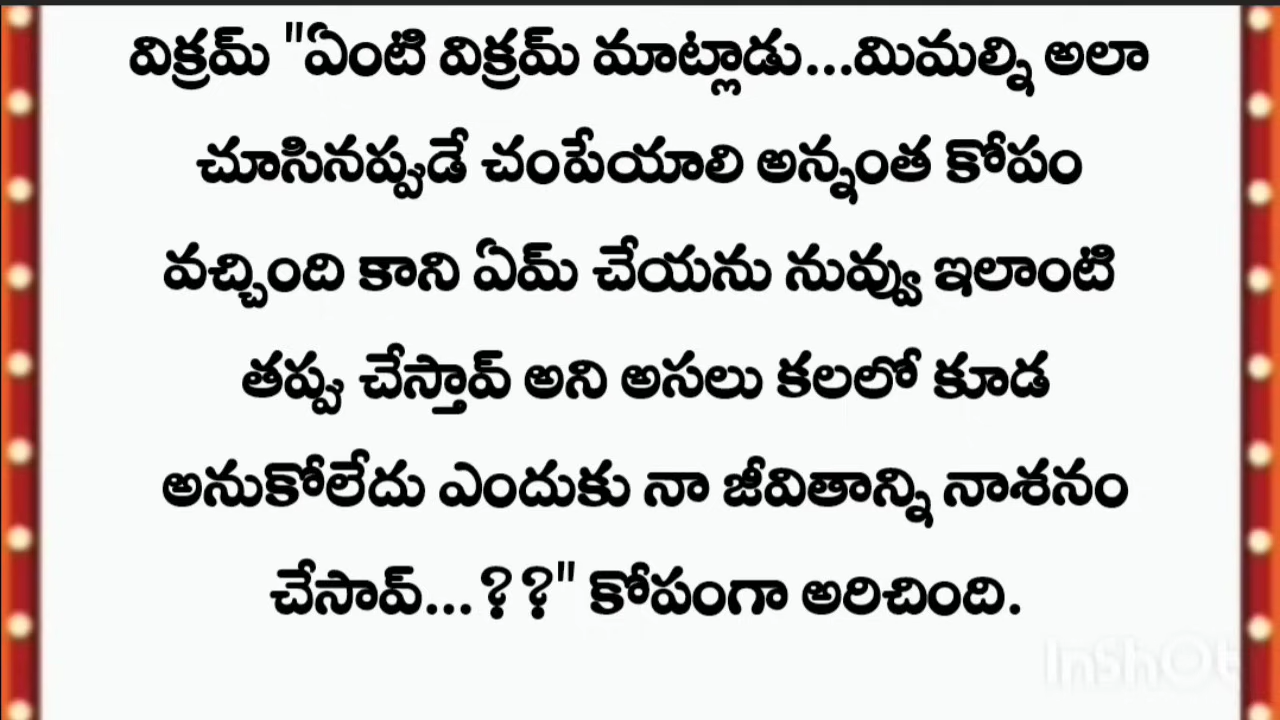 విక్రమ్ "ఏంటి విక్రమ్ మాట్లాడు...మిమల్ని అలా
చూసినప్పుడే చంపేయాలి అన్నంత కోపం
వచ్చింది కాని ఏమ్ చేయను నువ్వు ఇలాంటి
తప్పు చేస్తావ్ అని అసలు కలలో కూడ
అనుకోలేదు ఎందుకు నా జీవితాన్ని నాశనం
చేసావ్...??" కోపంగా అరిచింది.
InShOt